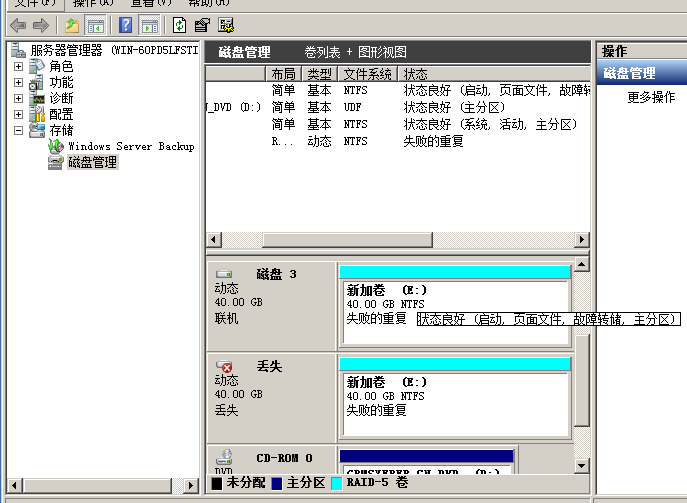 文件(F) 操作(A) 查看(V) 帮助(H)
服务器管理器 (WIN-60PD5LFSTI
角色
功能
诊断
配置
存储
Windows Server Backup
磁盘管理
磁盘管理 卷列表 + 图形视图
布局 类型 文件系统 状态
简单 基本 NTFS 状态良好 (启动, 页面文件, 故障转
_DVD (D:) 简单 基本 UDF 状态良好 (主分区)
简单 基本 NTFS 状态良好 (系统, 活动, 主分区)
R... 动态 NTFS 失败的重复
磁盘 3
动态
40.00 GB
联机
新加卷 (E:)
40.00 GB NTFS
失败的重复
状态良好 (启动, 页面文件, 故障转储, 主分区)
丢失
动态
40.00 GB
丢失
新加卷 (E:)
40.00 GB NTFS
失败的重复
CD-ROM 0
DVD
未分配 主分区 RAID-5 卷
操作
磁盘管理
更多操作